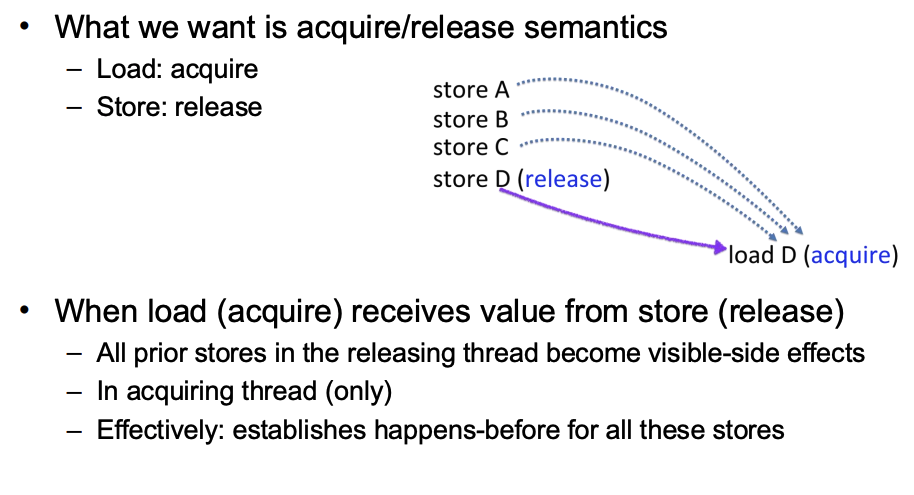 • What we want is acquire/release semantics
– Load: acquire
– Store: release
store A
store B
store C
store D (release)
load D (acquire)
• When load (acquire) receives value from store (release)
– All prior stores in the releasing thread become visible-side effects
– In acquiring thread (only)
– Effectively: establishes happens-before for all these stores